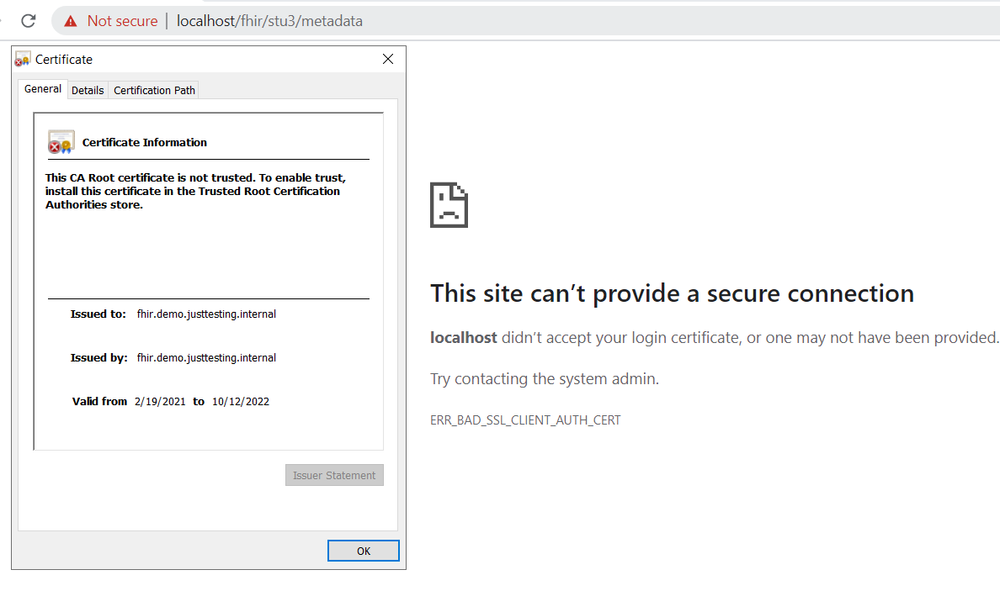 Not secure | localhost/fhir/stu3/metadata
Certificate
General Details Certification Path
Certificate Information
This CA Root certificate is not trusted. To enable trust,
install this certificate in the Trusted Root Certification
Authorities store.
Issued to: fhir.demo.justtesting.internal
Issued by: fhir.demo.justtesting.internal
Valid from 2/19/2021 to 10/12/2022
Issuer Statement
OK
This site can’t provide a secure connection
localhost didn’t accept your login certificate, or one may not have been provided.
Try contacting the system admin.
ERR_BAD_SSL_CLIENT_AUTH_CERT